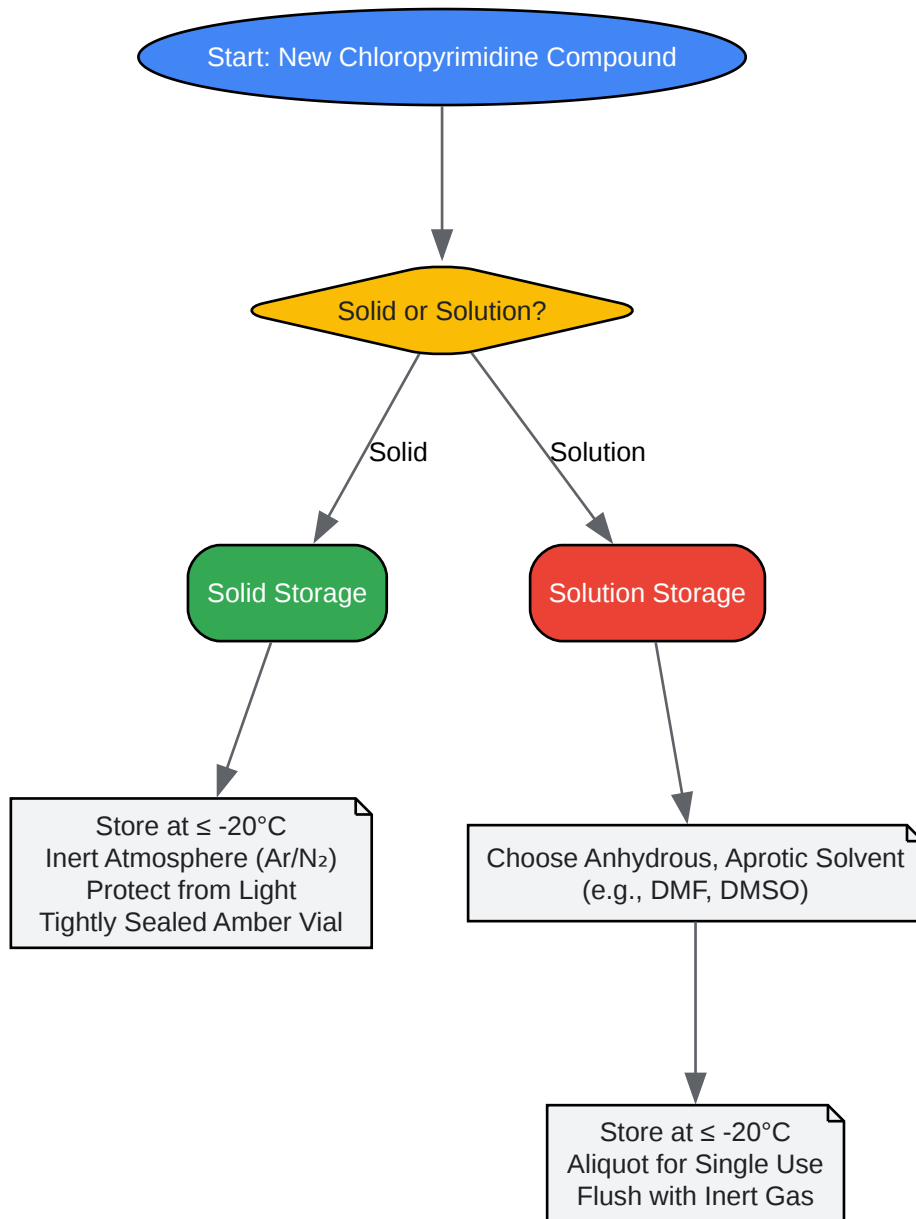 Start: New Chloropyrimidine Compound
Solid or Solution?
Solid
Solution
Solid Storage
Solution Storage
Store at ≤ -20°C
Inert Atmosphere (Ar/N₂)
Protect from Light
Tightly Sealed Amber Vial
Choose Anhydrous, Aprotic Solvent
(e.g., DMF, DMSO)
Store at ≤ -20°C
Aliquot for Single Use
Flush with Inert Gas